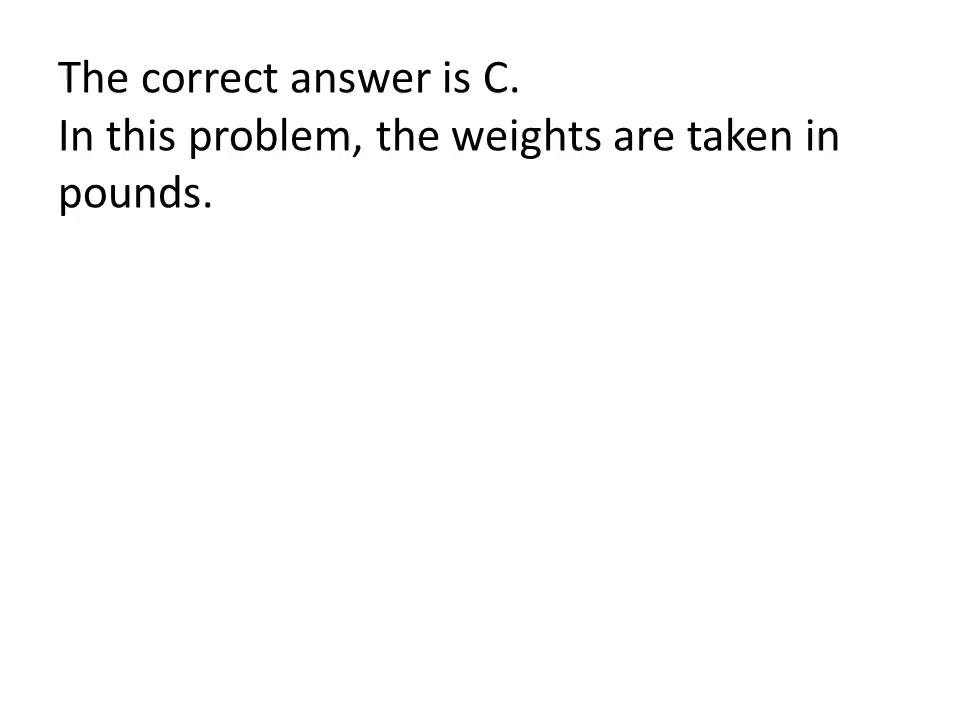 The correct answer is C.
In this problem, the weights are taken in
pounds.